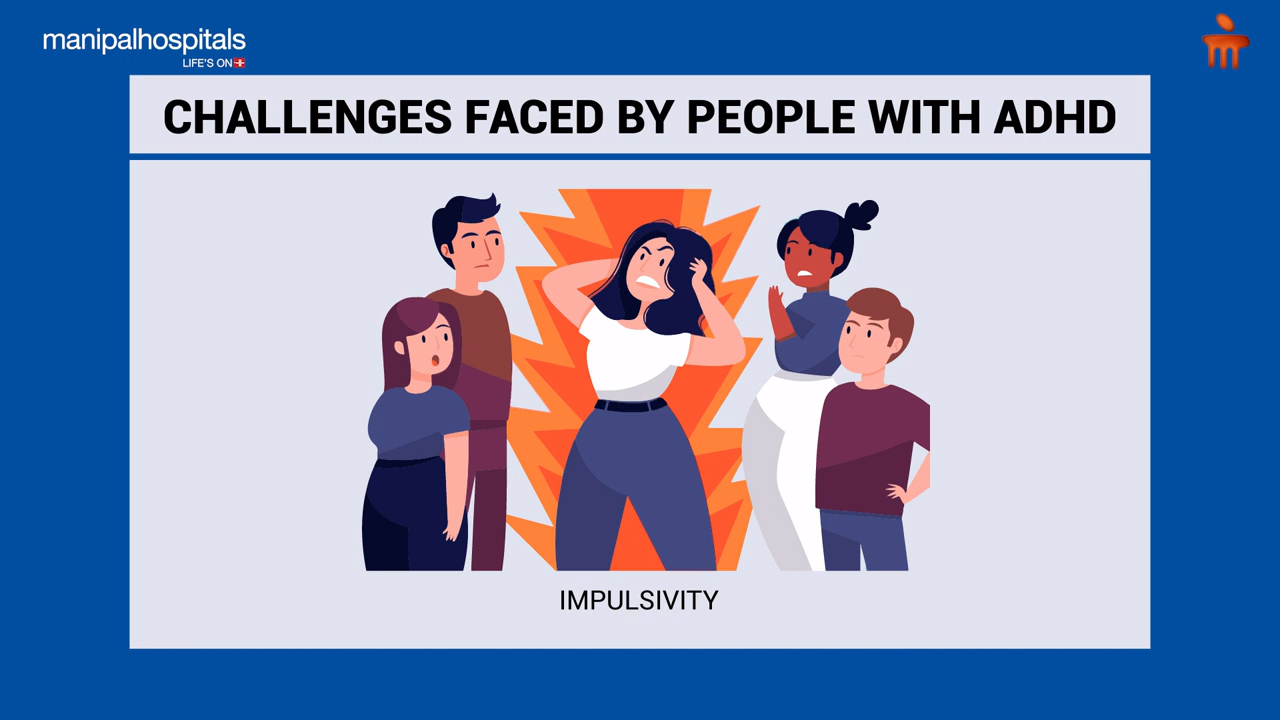 manipalhospitals
LIFE'S ON
CHALLENGES FACED BY PEOPLE WITH ADHD
IMPULSIVITY